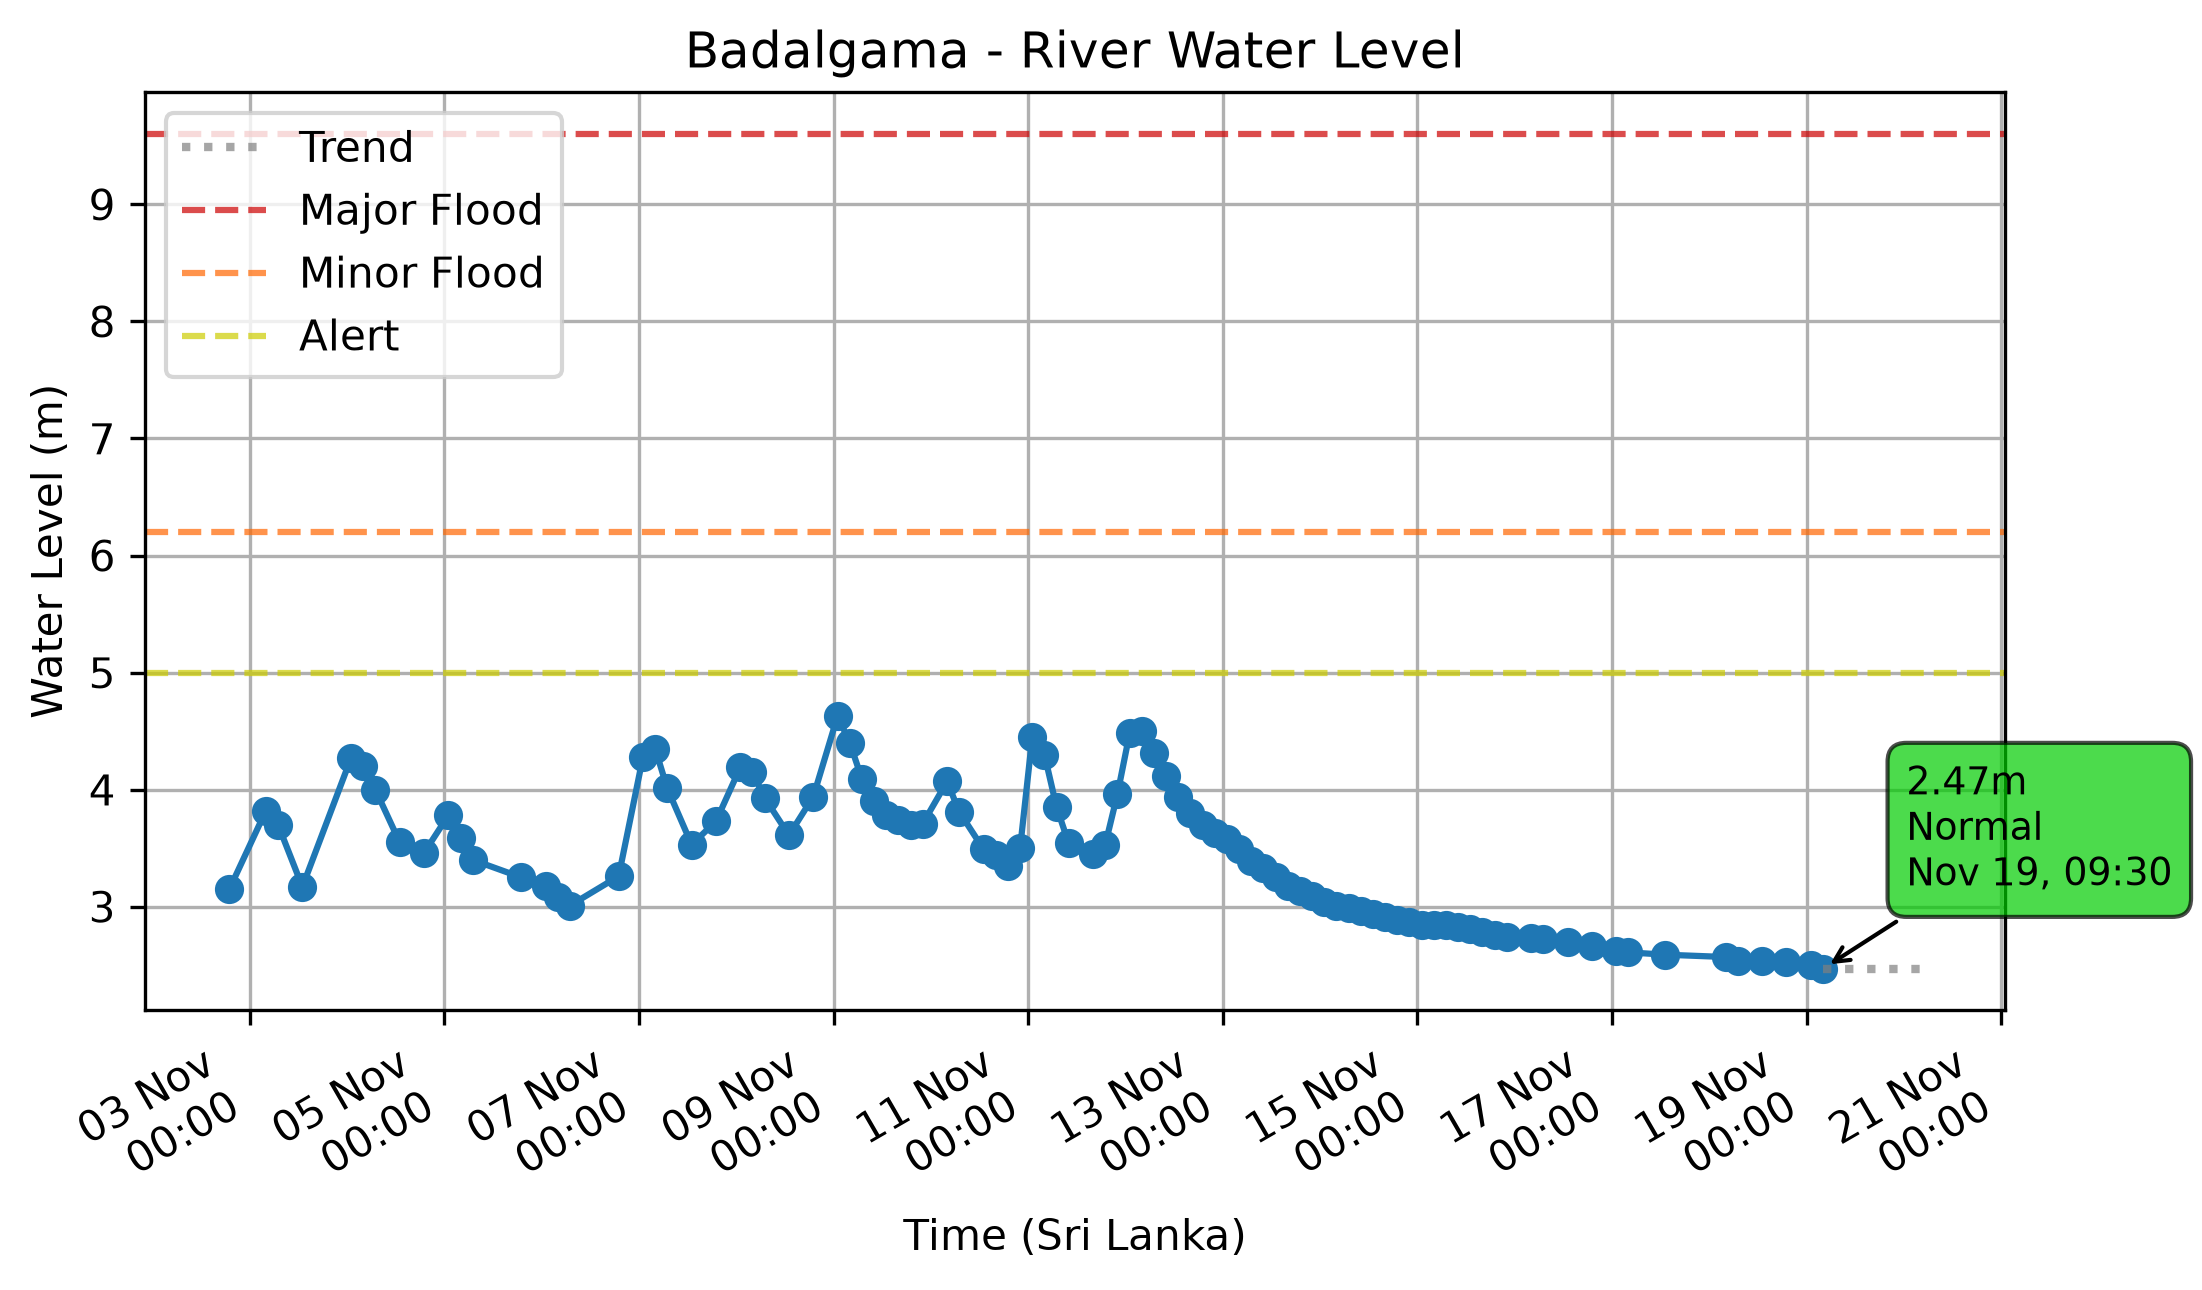 Badalgama - River Water Level
Trend
Major Flood
Minor Flood
Alert
Water Level (m)
9
8
7
6
5
4
3
2.47m
Normal
Nov 19, 09:30
03 Nov
00:00
05 Nov
00:00
07 Nov
00:00
09 Nov
00:00
11 Nov
00:00
13 Nov
00:00
15 Nov
00:00
17 Nov
00:00
19 Nov
00:00
21 Nov
00:00
Time (Sri Lanka)